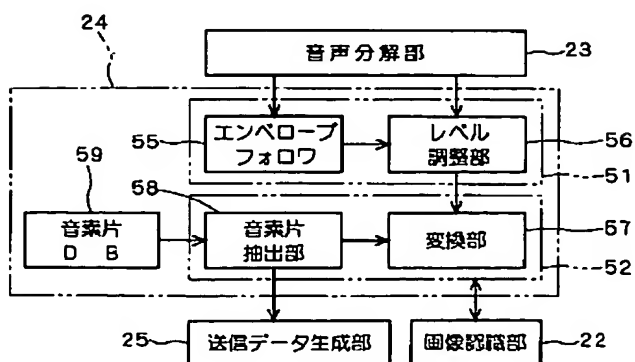 24
音声分解部
23
55
エンベロープ
フォロワ
レベル
調整部
56
51
59
58
音素片
D B
音素片
抽出部
変換部
57
52
25
送信データ生成部
画像認識部
22